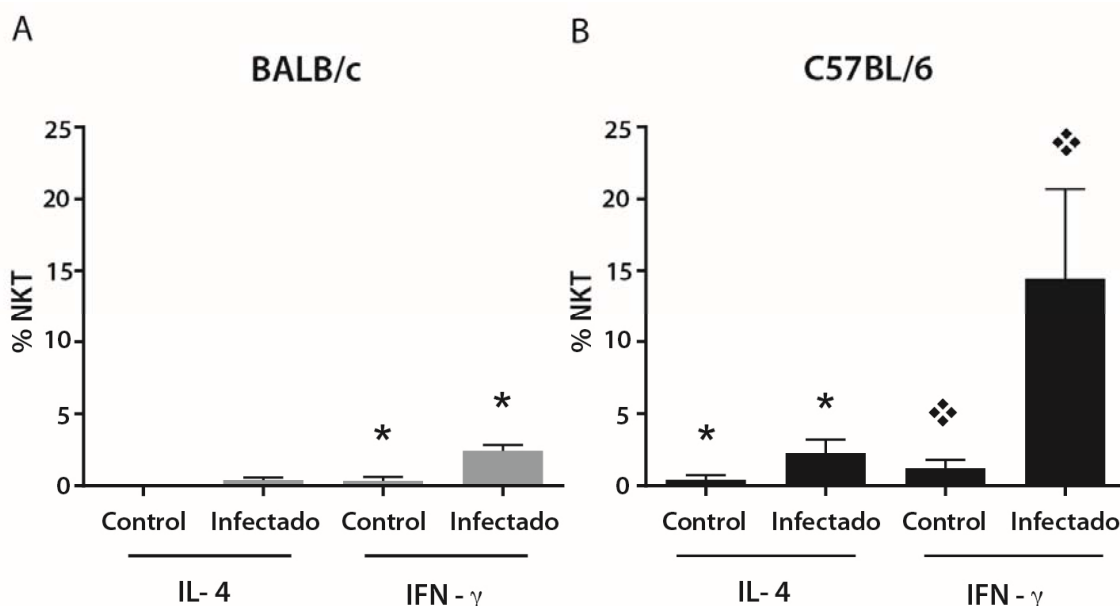 A
BALB/c
% NKT
25
20
15
10
5
0
*
*
Control Infectado Control Infectado
IL- 4 IFN - γ
B
C57BL/6
% NKT
25
20
15
10
5
0
*
*
❖
❖
Control Infectado Control Infectado
IL- 4 IFN - γ